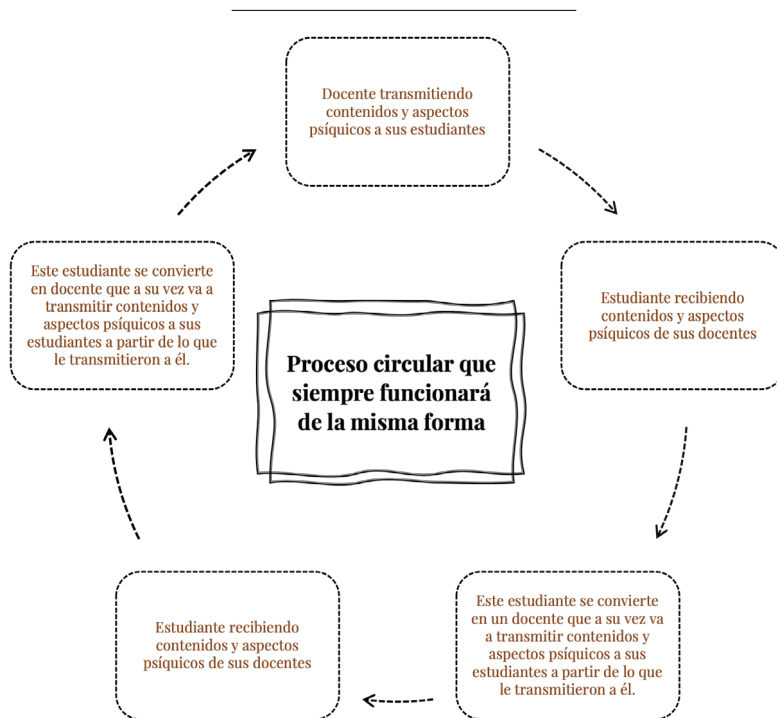 Docente transmitiendo
contenidos y aspectos
psíquicos a sus estudiantes
Estudiante recibiendo
contenidos y aspectos
psíquicos de sus docentes
Este estudiante se convierte
en un docente que a su vez va
a transmitir contenidos y
aspectos psíquicos a sus
estudiantes a partir de lo que
le transmitieron a él.
Estudiante recibiendo
contenidos y aspectos
psíquicos de sus docentes
Este estudiante se convierte
en docente que a su vez va a
transmitir contenidos y
aspectos psíquicos a sus
estudiantes a partir de lo que
le transmitieron a él.
Proceso circular que
siempre funcionará
de la misma forma